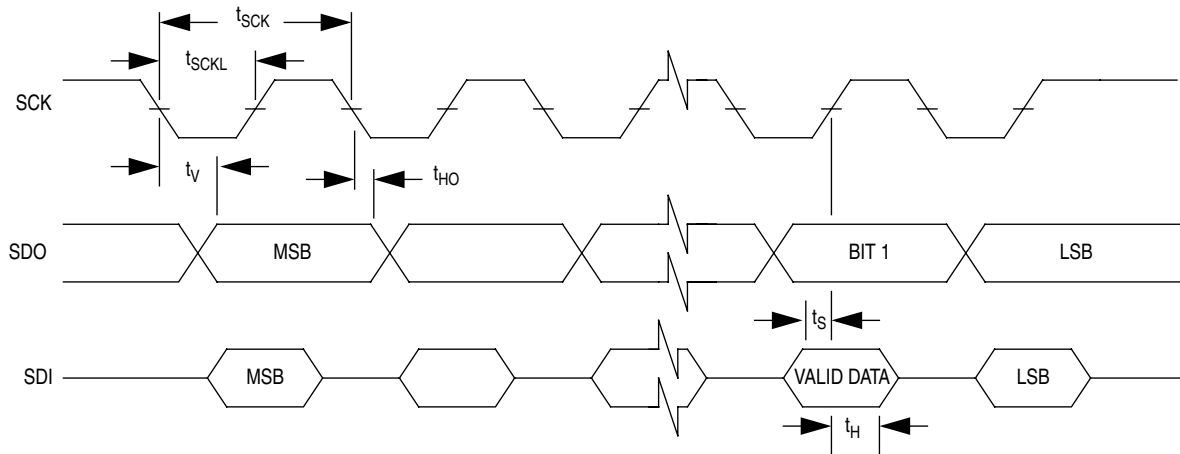 tSCK
tSCKL
SCK
tV
tHO
SDO
MSB
BIT 1
LSB
tS
SDI
MSB
VALID DATA
LSB
tH